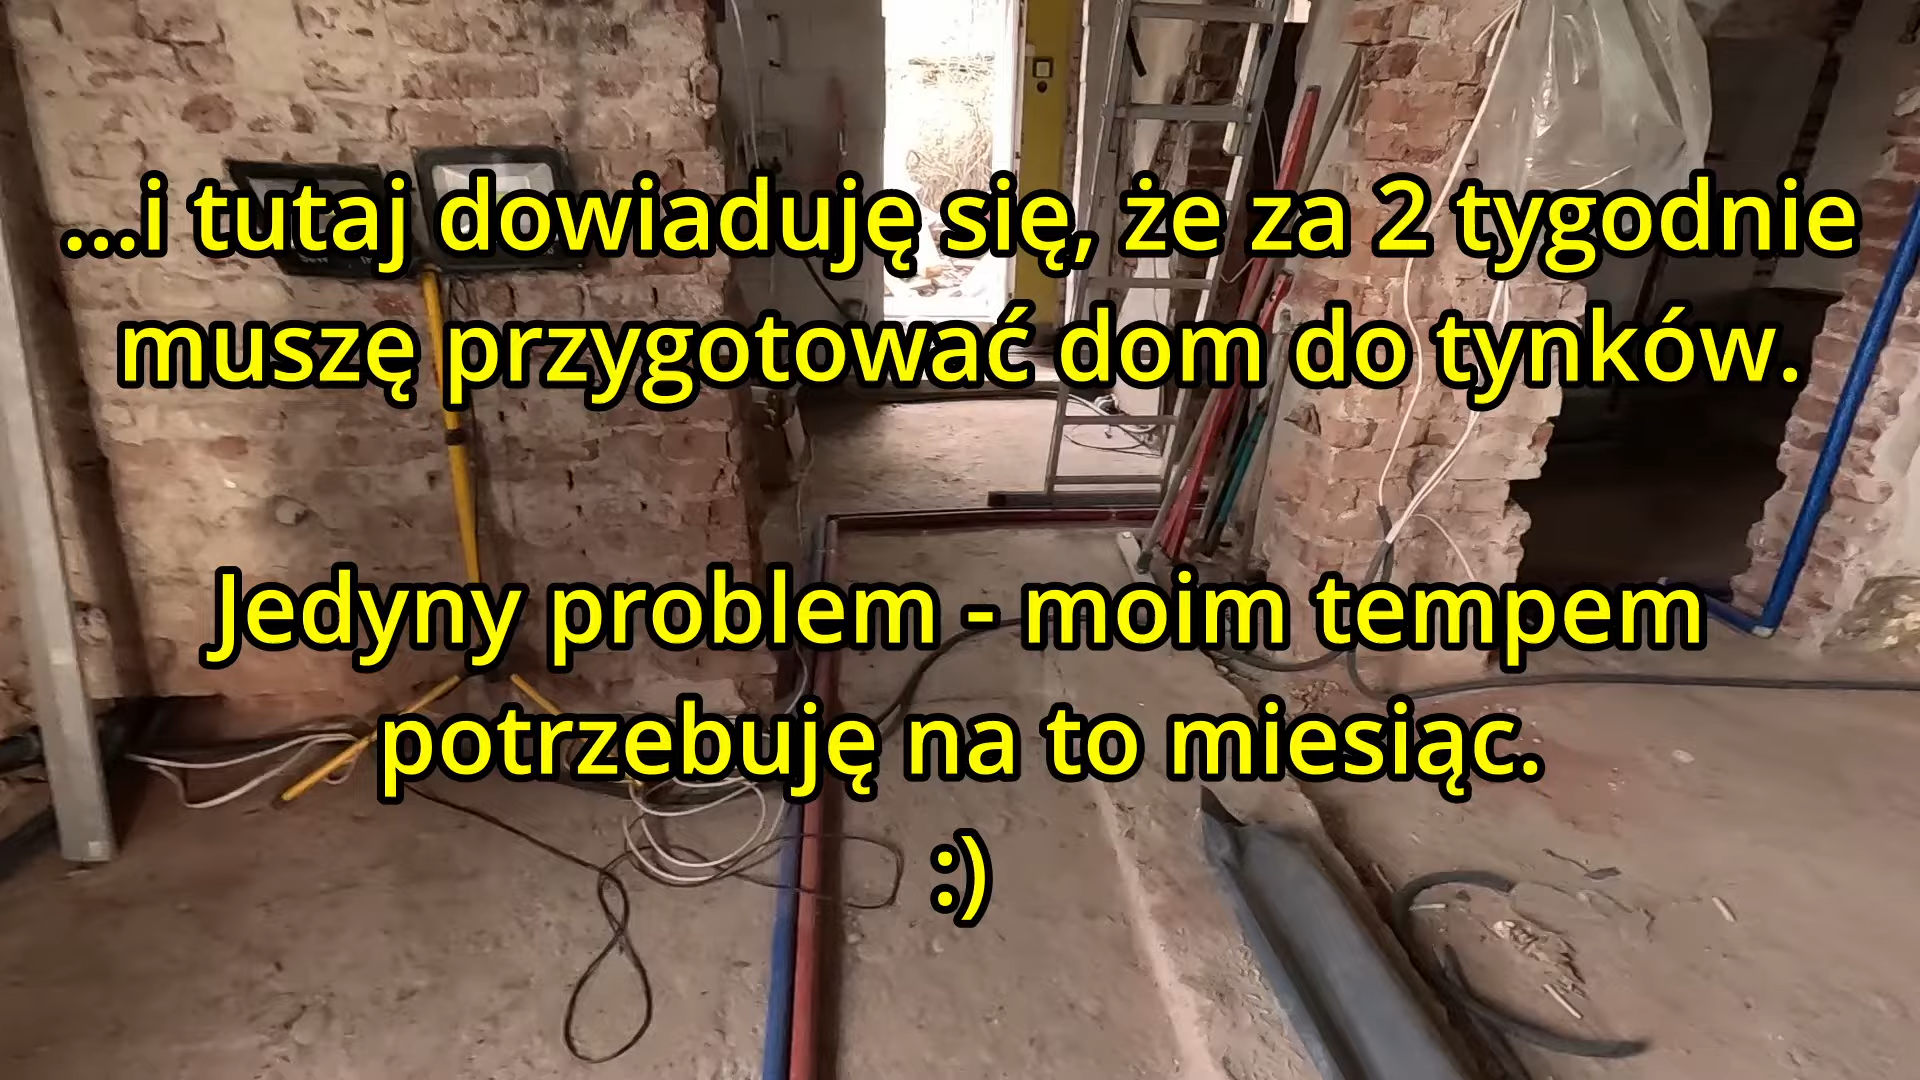 ...i tutaj dowiaduję się, że za 2 tygodnie
muszę przygotować dom do tynków.
Jedyny problem - moim tempem
potrzebuję na to miesiąc.
:)